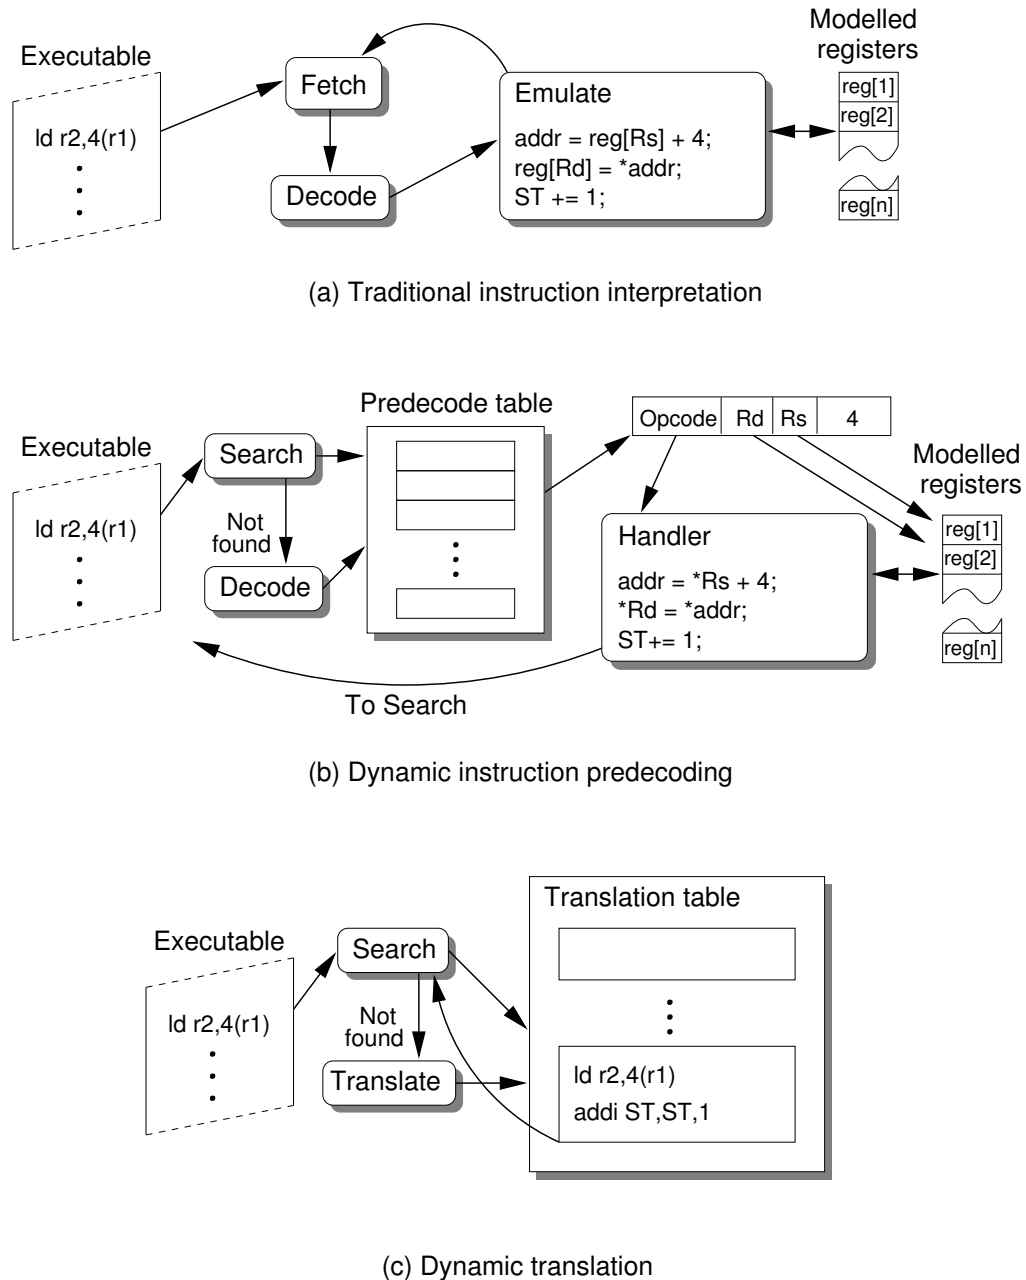 Modelled
registers
Executable
ld r2,4(r1)
Fetch
Decode
Emulate
addr = reg[Rs] + 4;
reg[Rd] = *addr;
ST += 1;
reg[1]
reg[2]
reg[n]
(a) Traditional instruction interpretation
Executable
ld r2,4(r1)
Search
Not
found
Decode
Predecode table
Opcode Rd Rs 4
Handler
addr = *Rs + 4;
*Rd = *addr;
ST+= 1;
Modelled
registers
reg[1]
reg[2]
reg[n]
To Search
(b) Dynamic instruction predecoding
Executable
ld r2,4(r1)
Search
Not
found
Translate
Translation table
ld r2,4(r1)
addi ST,ST,1
(c) Dynamic translation